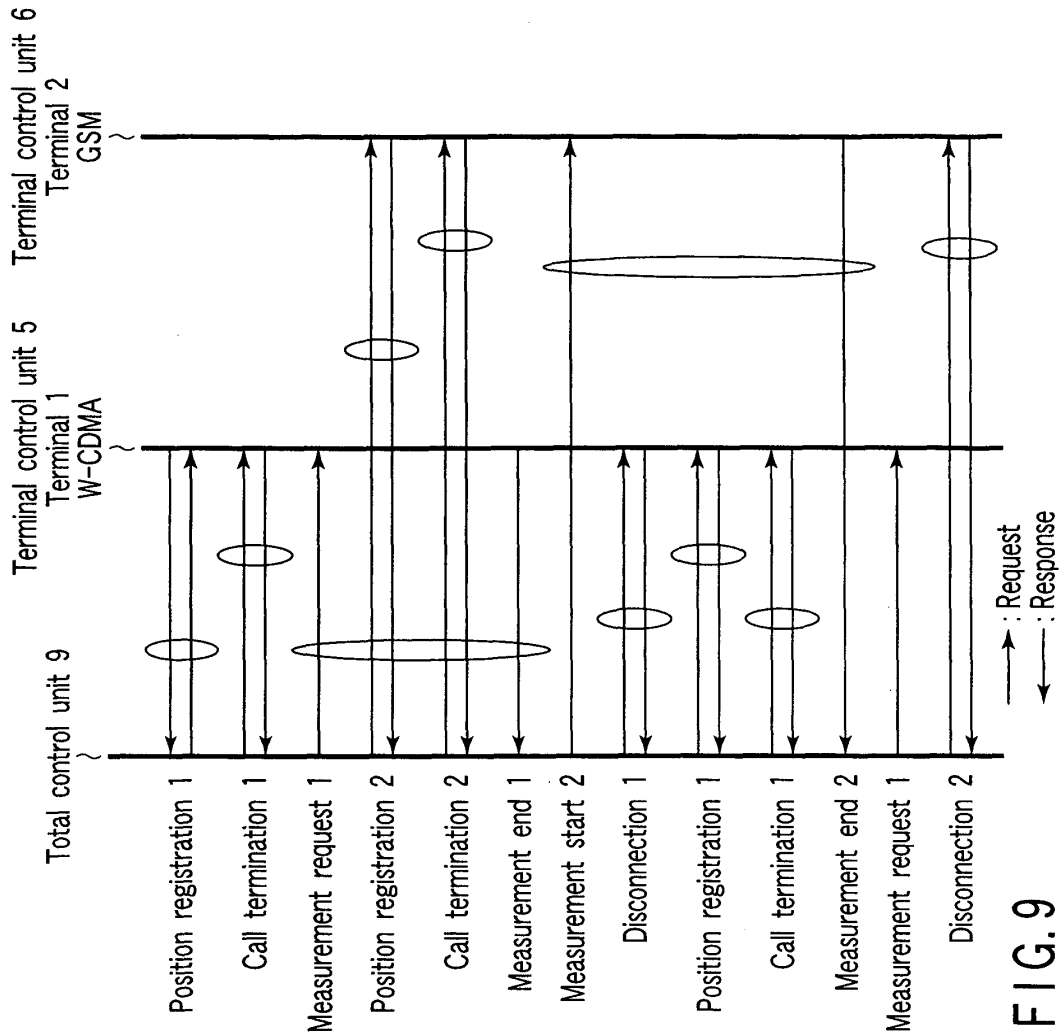 Total control unit 9
Terminal control unit 5
Terminal 1
W-CDMA
Terminal control unit 6
Terminal 2
GSM
Position registration 1
Call termination 1
Measurement request 1
Position registration 2
Call termination 2
Measurement end 1
Measurement start 2
Disconnection 1
Position registration 1
Call termination 1
Measurement end 2
Measurement request 1
Disconnection 2
: Request
: Response
FIG. 9